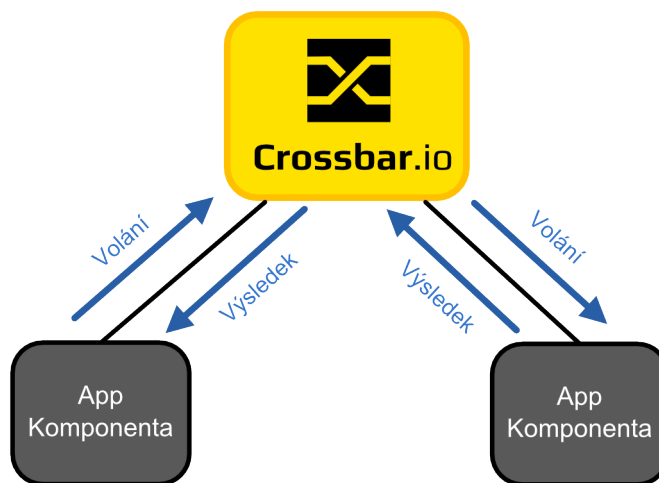 Crossbar.io
Volání
Výsledek
Výsledek
Volání
App
Komponenta
App
Komponenta